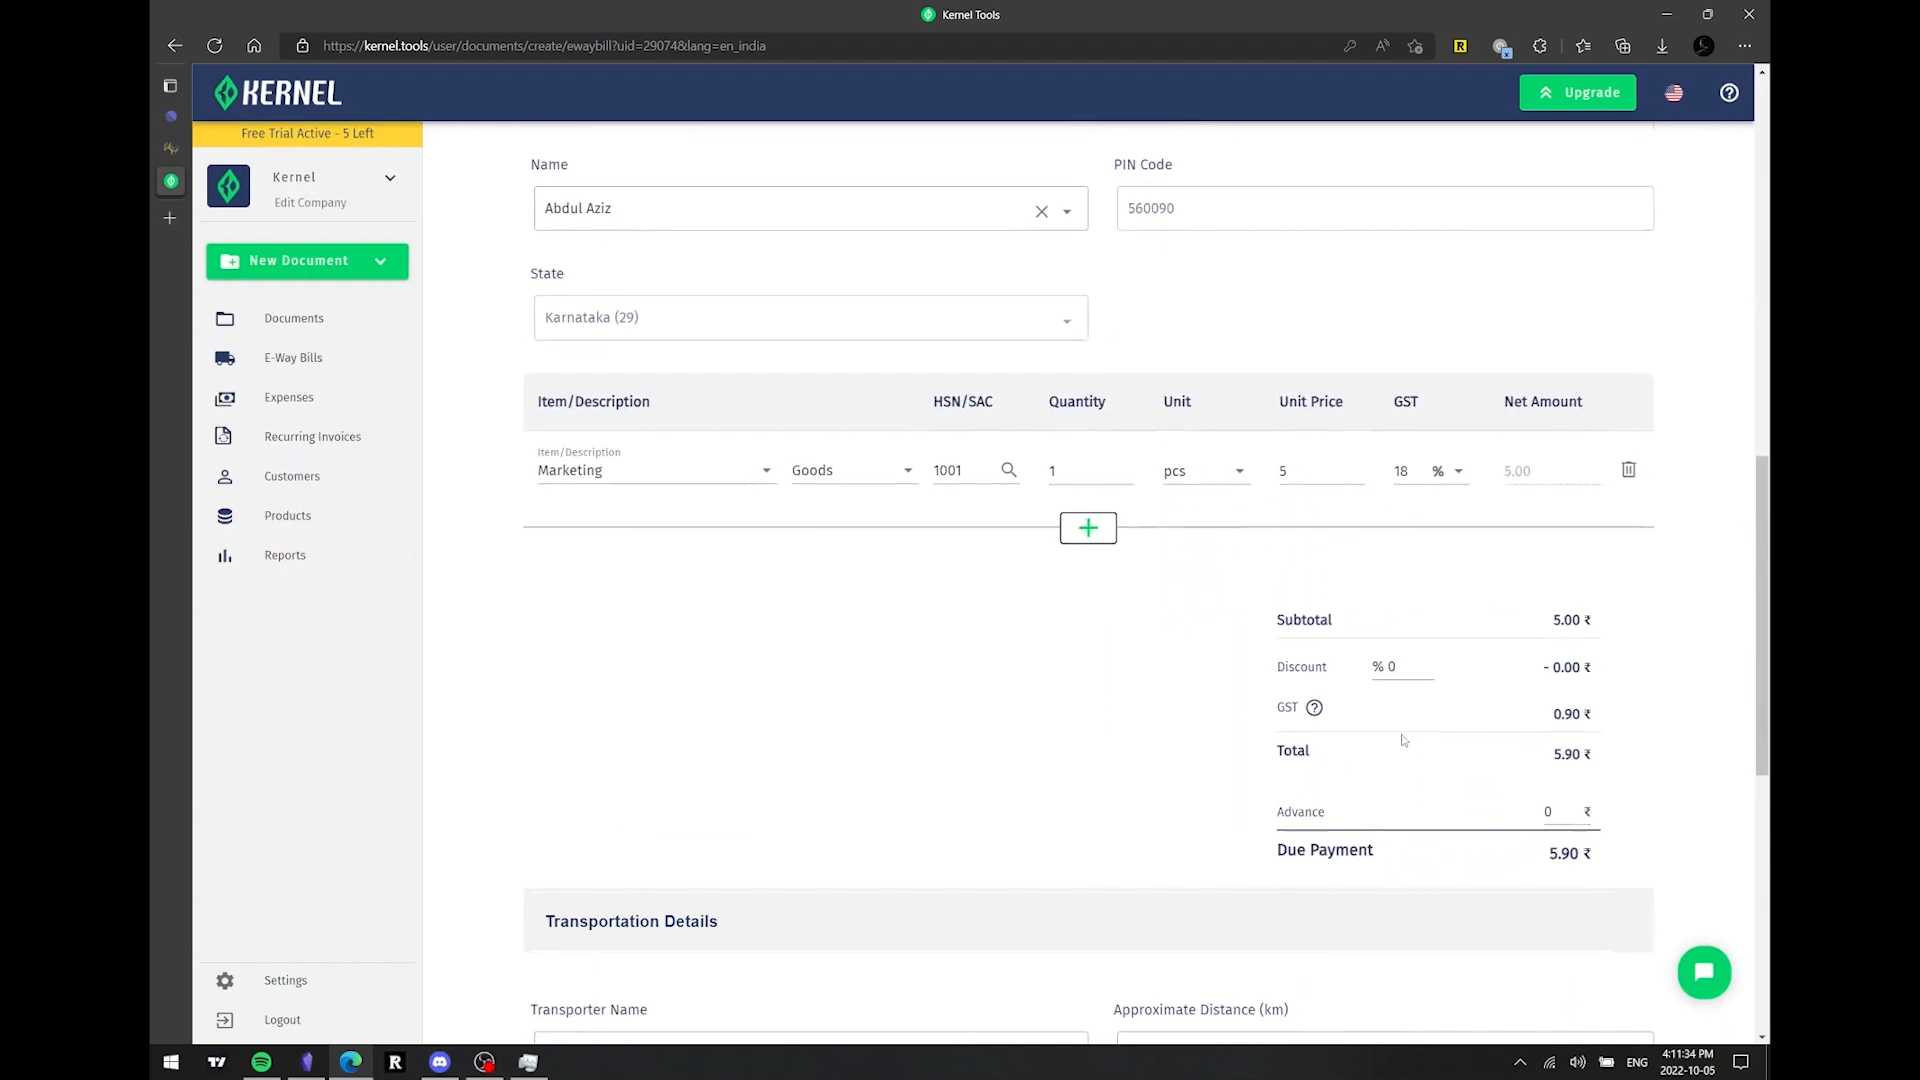 Kernel Tools
https://kernel.tools/user/documents/create/ewaybill?uid=29074&lang=en_india
KERNEL
Upgrade
Free Trial Active - 5 Left
Kernel
Edit Company
New Document
Documents
E-Way Bills
Expenses
Recurring Invoices
Customers
Products
Reports
Settings
Logout
Name
PIN Code
Abdul Aziz
560090
State
Karnataka (29)
Item/Description HSN/SAC Quantity Unit Unit Price GST Net Amount
Item/Description
Marketing Goods 1001 1 pcs 5 18 % 5.00
Subtotal 5.00 ₹
Discount % 0 - 0.00 ₹
GST 0.90 ₹
Total 5.90 ₹
Advance 0 ₹
Due Payment 5.90 ₹
Transportation Details
Transporter Name
Approximate Distance (km)
ENG
4:11:34 PM
2022-10-05